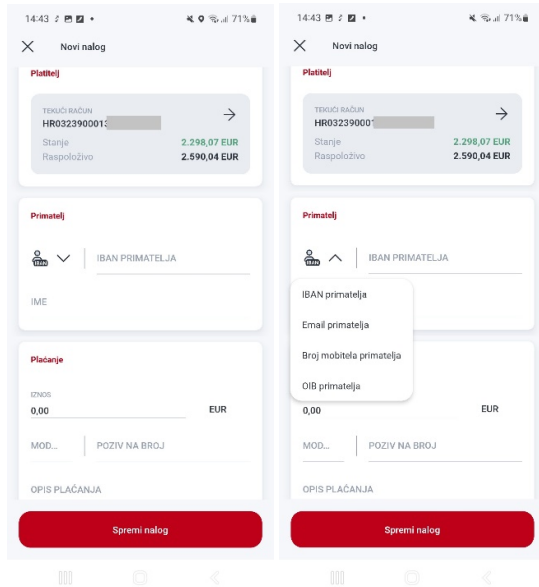 14:43
71%
Novi nalog
Platitelj
TEKUĆI RAČUN
HR0323900013
Stanje 2.298,07 EUR
Raspoloživo 2.590,04 EUR
Primatelj
IBAN
IBAN PRIMATELJA
IME
Plaćanje
IZNOS
0,00 EUR
MOD... POZIV NA BROJ
OPIS PLAĆANJA
Spremi nalog
14:43
71%
Novi nalog
Platitelj
TEKUĆI RAČUN
HR03239000
Stanje 2.298,07 EUR
Raspoloživo 2.590,04 EUR
Primatelj
IBAN
IBAN PRIMATELJA
IBAN primatelja
Email primatelja
Broj mobitela primatelja
OIB primatelja
0,00 EUR
MOD... POZIV NA BROJ
OPIS PLAĆANJA
Spremi nalog